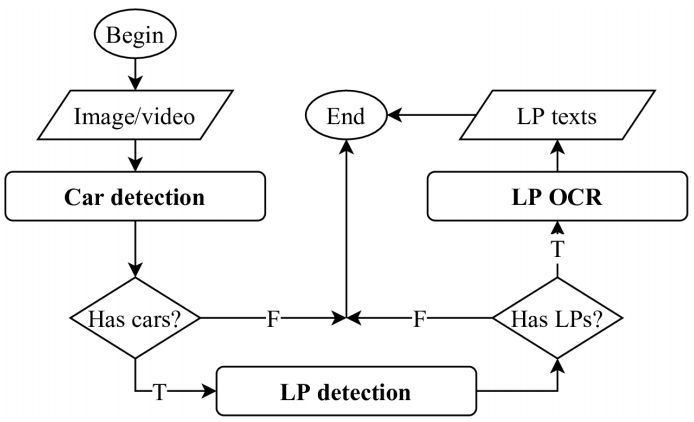 Begin
Image/video
End
LP texts
Car detection
LP OCR
T
Has cars?
F
F
Has LPs?
T
LP detection